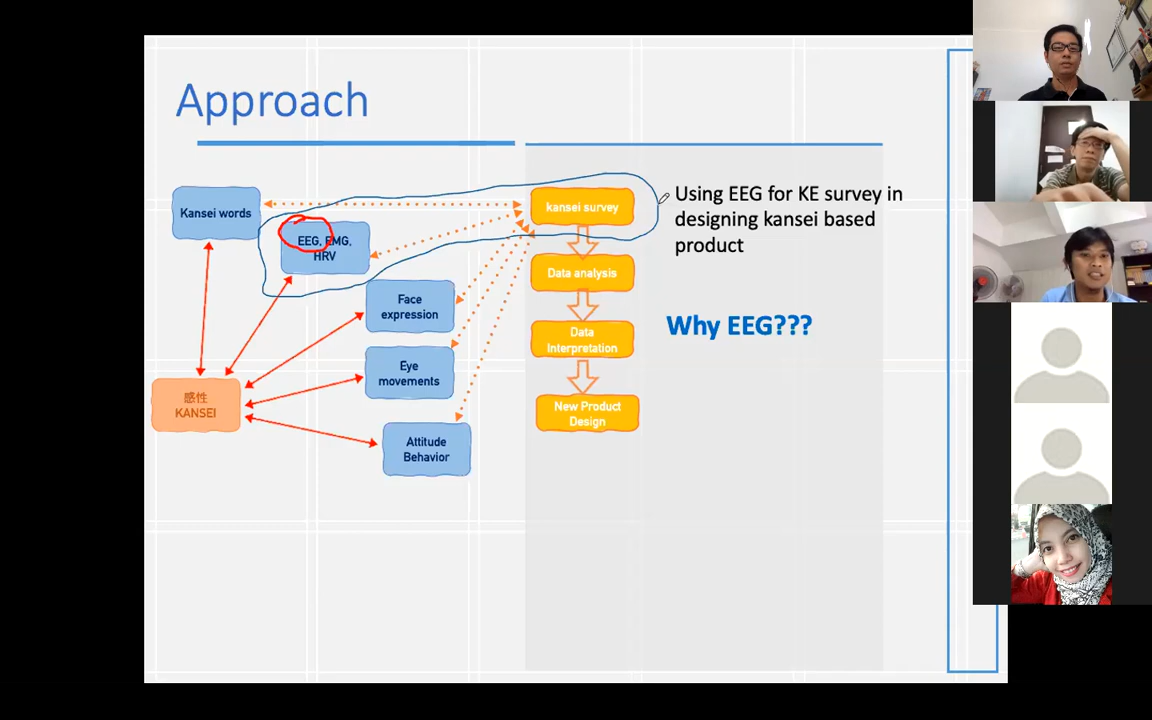 Approach
Kansei words
EEG, EMG,
HRV
Face
expression
Eye
movements
感性
KANSEI
Attitude
Behavior
kansei survey
Data analysis
Data
Interpretation
New Product
Design
Using EEG for KE survey in
designing kansei based
product
Why EEG???